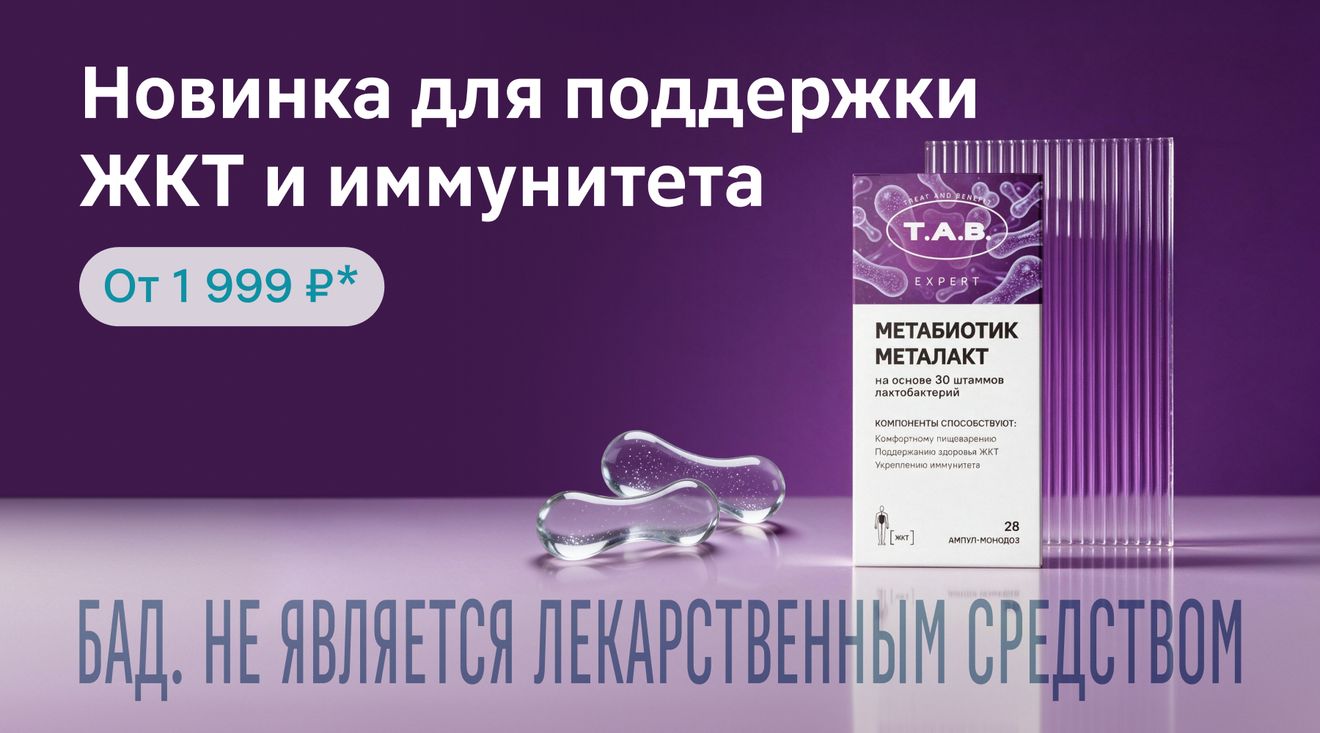 Новинка для поддержки
ЖКТ и иммунитета
От 1 999 ₽*
TREAT AND BENEFIT
T.A.B.
EXPERT
МЕТАБИОТИК
МЕТАЛАКТ
на основе 30 штаммов
лактобактерий
КОМПОНЕНТЫ СПОСОБСТВУЮТ:
Комфортному пищеварению
Поддержанию здоровья ЖКТ
Укреплению иммунитета
[ЖКТ]
28
АМПУЛ-МОНОДОЗ
БАД. НЕ ЯВЛЯЕТСЯ ЛЕКАРСТВЕННЫМ СРЕДСТВОМ